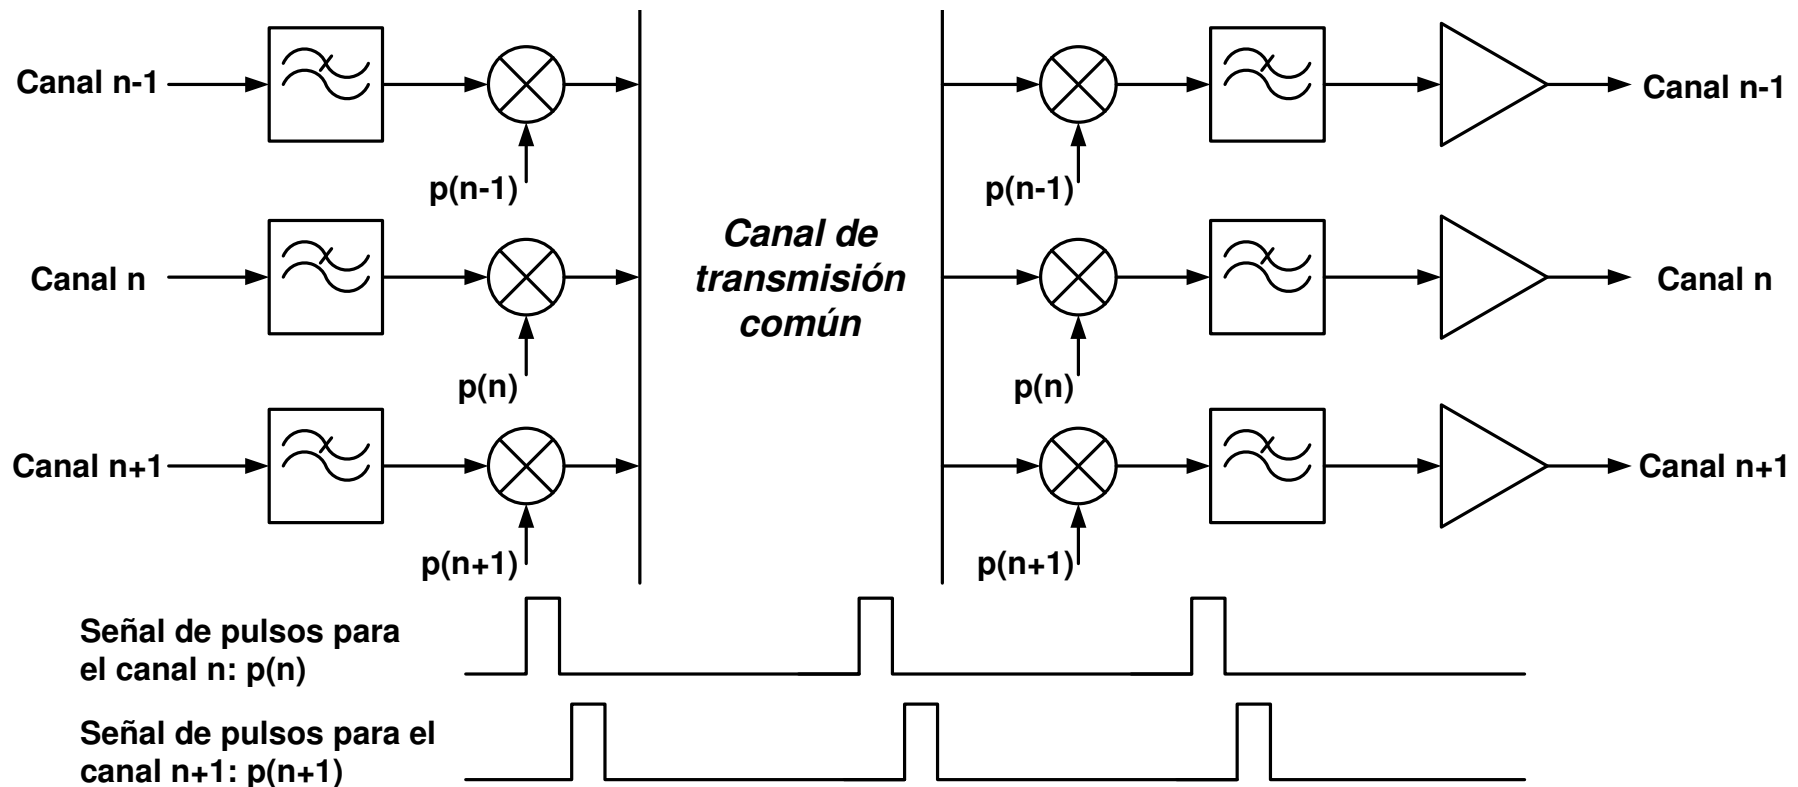 Canal n-1
Canal n-1
p(n-1)
p(n-1)
Canal de
transmisión
común
Canal n
Canal n
p(n)
p(n)
Canal n+1
Canal n+1
p(n+1)
p(n+1)
Señal de pulsos para
el canal n: p(n)
Señal de pulsos para el
canal n+1: p(n+1)